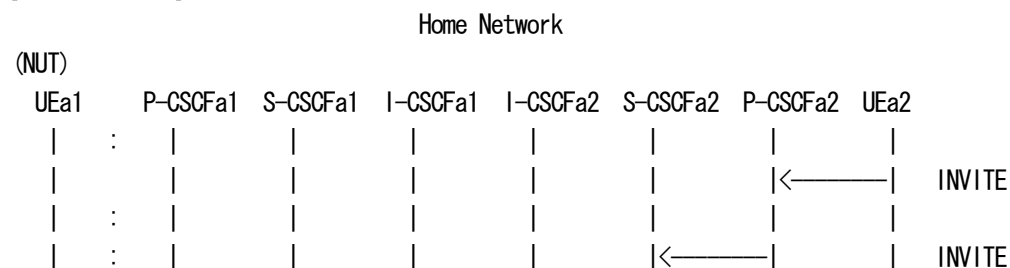 Home Network
(NUT)
UEa1 P-CSCFa1 S-CSCFa1 I-CSCFa1 I-CSCFa2 S-CSCFa2 P-CSCFa2 UEa2
| : | | | | | | |
| | | | | | |<--------| INVITE
| : | | | | | | |
| : | | | | |<--------| | INVITE